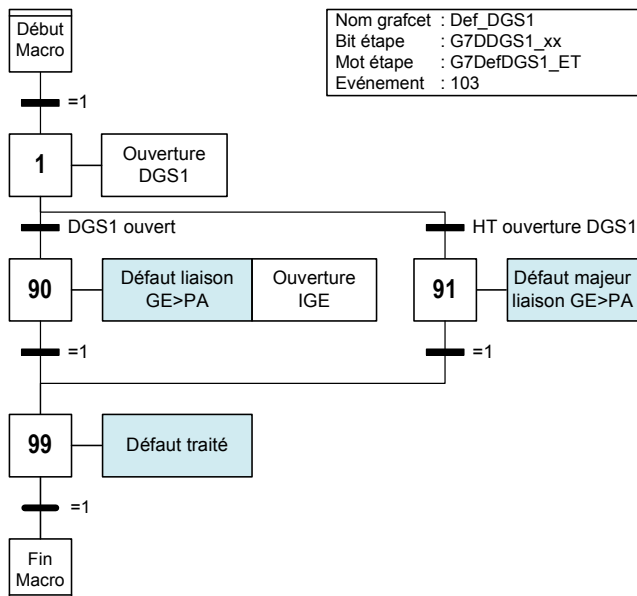 Début
Macro
Nom grafcet : Def_DGS1
Bit étape : G7DDGS1_xx
Mot étape : G7DefDGS1_ET
Evénement : 103
=1
1
Ouverture
DGS1
DGS1 ouvert
HT ouverture DGS1
90
Défaut liaison
GE>PA
Ouverture
IGE
91
Défaut majeur
liaison GE>PA
=1
=1
99
Défaut traité
=1
Fin
Macro